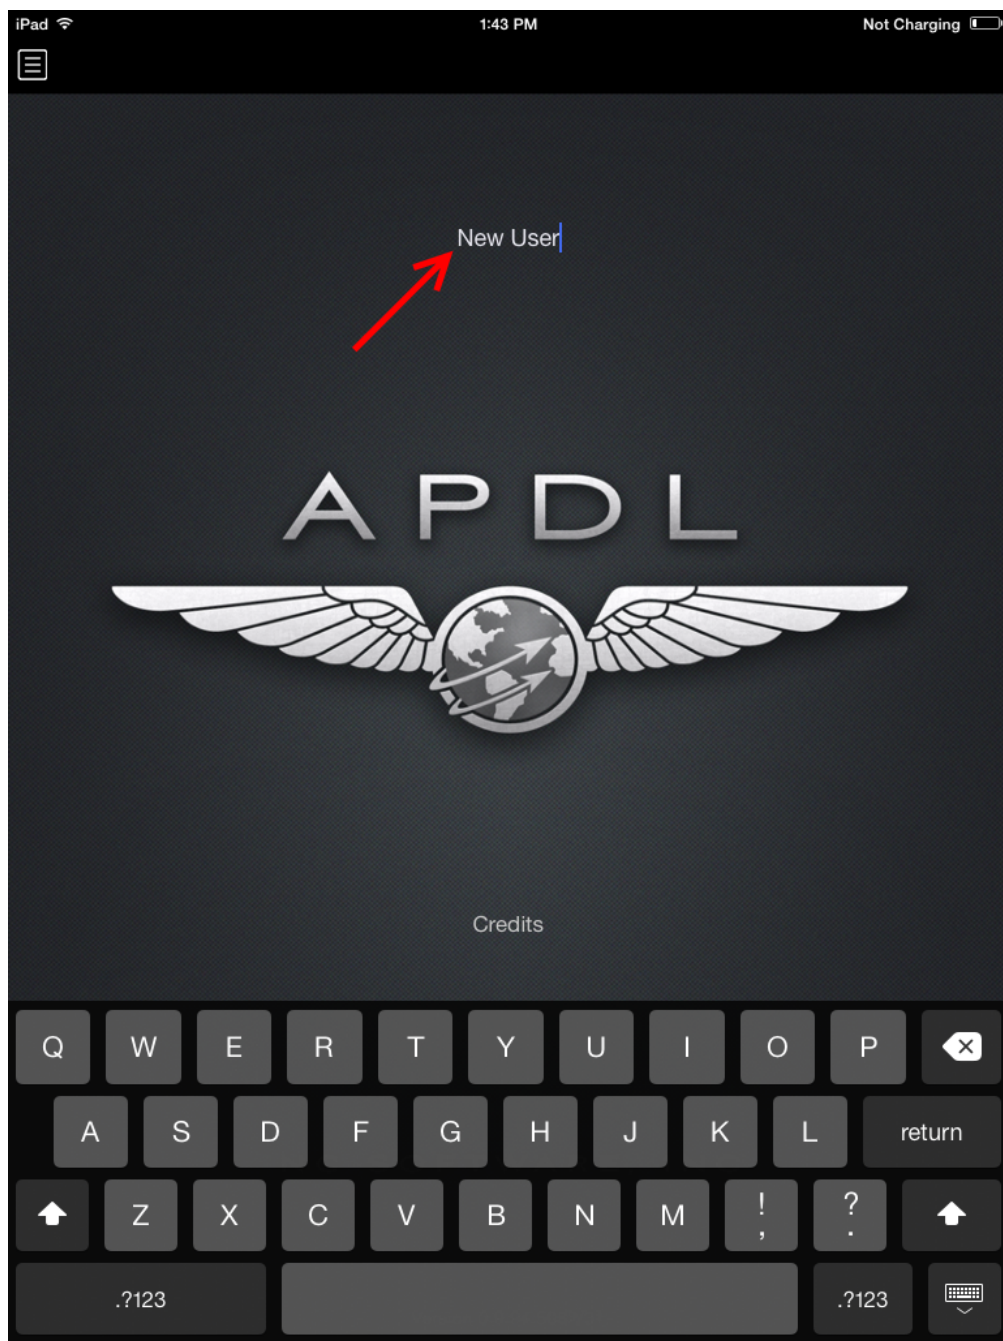 iPad 1:43 PM Not Charging
New User
APDL
Credits
Q W E R T Y U I O P
A S D F G H J K L return
Z X C V B N M ! , ? .
.?123 .?123